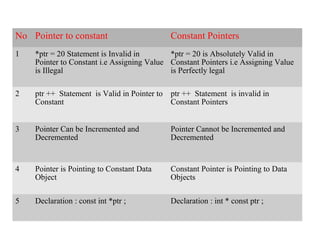 No Pointer to constant Constant Pointers
1 *ptr = 20 Statement is Invalid in *ptr = 20 is Absolutely Valid in
Pointer to Constant i.e Assigning Value Constant Pointers i.e Assigning Value
is Illegal is Perfectly legal
2 ptr ++ Statement is Valid in Pointer to ptr ++ Statement is invalid in
Constant Constant Pointers
3 Pointer Can be Incremented and Pointer Cannot be Incremented and
Decremented Decremented
4 Pointer is Pointing to Constant Data Constant Pointer is Pointing to Data
Object Objects
5 Declaration : const int *ptr ; Declaration : int * const ptr ;